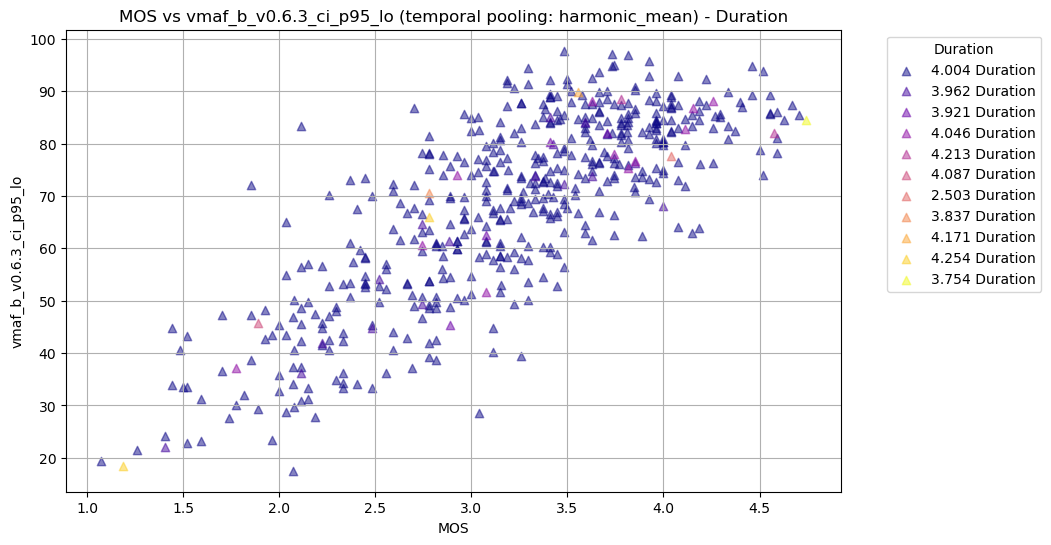 MOS vs vmaf_b_v0.6.3_ci_p95_lo (temporal pooling: harmonic_mean) - Duration
vmaf_b_v0.6.3_ci_p95_lo
100
90
80
70
60
50
40
30
20
1.0 1.5 2.0 2.5 3.0 3.5 4.0 4.5
MOS
Duration
4.004 Duration
3.962 Duration
3.921 Duration
4.046 Duration
4.213 Duration
4.087 Duration
2.503 Duration
3.837 Duration
4.171 Duration
4.254 Duration
3.754 Duration